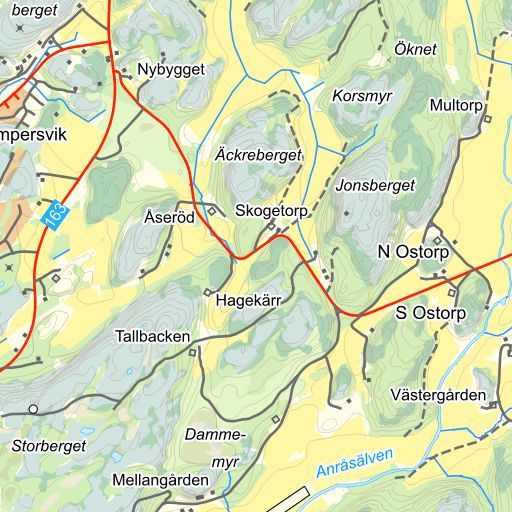 berget
Öknet
Nybygget
Korsmyr
Multorp
mpersvik
Äckreberget
Jonsberget
163
Åseröd
Skogetorp
N Ostorp
Hagekärr
S Ostorp
Tallbacken
Västergården
Damme-
myr
Storberget
Anråsälven
Mellangården